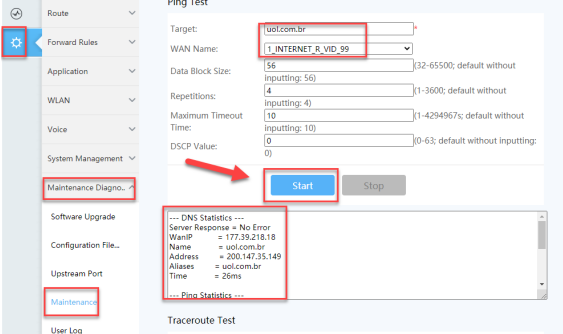 Route
Forward Rules
Application
WLAN
Voice
System Management
Maintenance Diagno...
Software Upgrade
Configuration File...
Upstream Port
Maintenance
User Log
Ping Test
Target:
uol.com.br
*
WAN Name:
1_INTERNET_R_VID_99
Data Block Size:
56
(32-65500; default without
inputting: 56)
Repetitions:
4
(1-3600; default without
inputting: 4)
Maximum Timeout
Time:
10
(1-4294967s; default without
inputting: 10)
DSCP Value:
0
(0-63; default without inputting:
0)
Start
Stop
--- DNS Statistics ---
Server Response = No Error
WanIP = 177.39.218.18
Name = uol.com.br
Address = 200.147.35.149
Aliases = uol.com.br
Time = 26ms
--- Ping Statistics ---
Traceroute Test